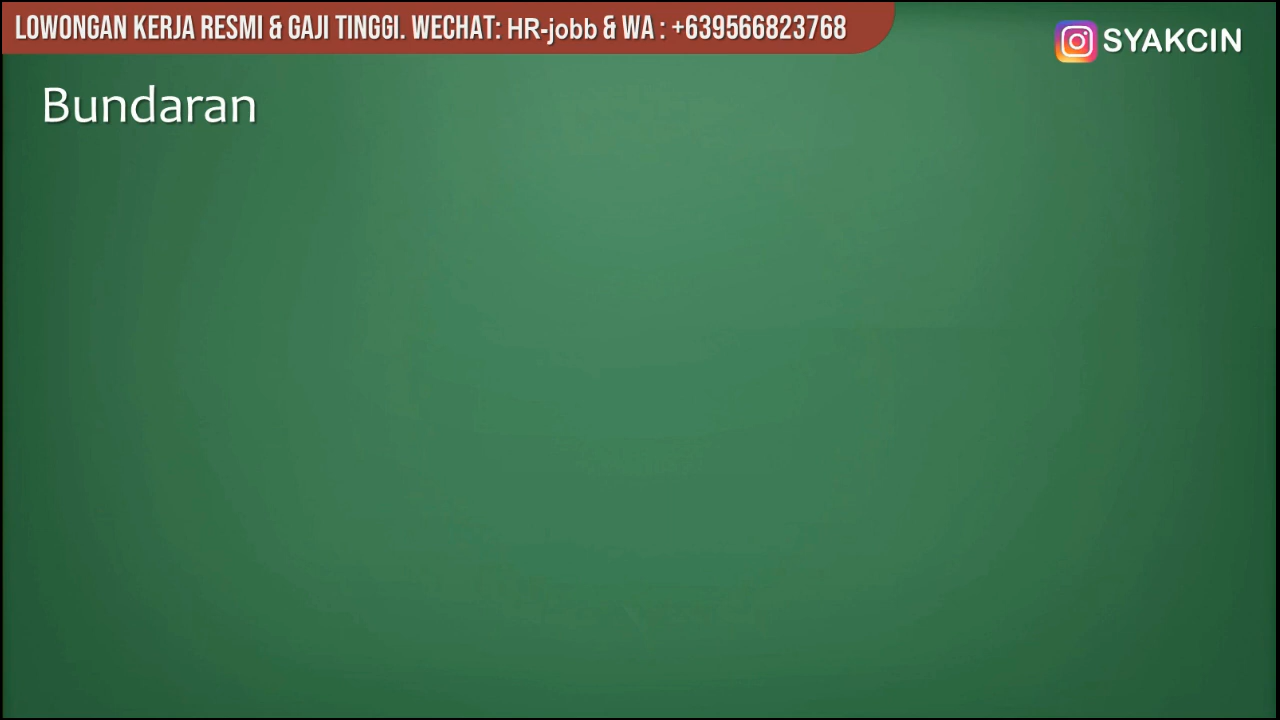 LOWONGAN KERJA RESMI & GAJI TINGGI. WECHAT: HR-jobb & WA : +639566823768
SYAKCIN
Bundaran